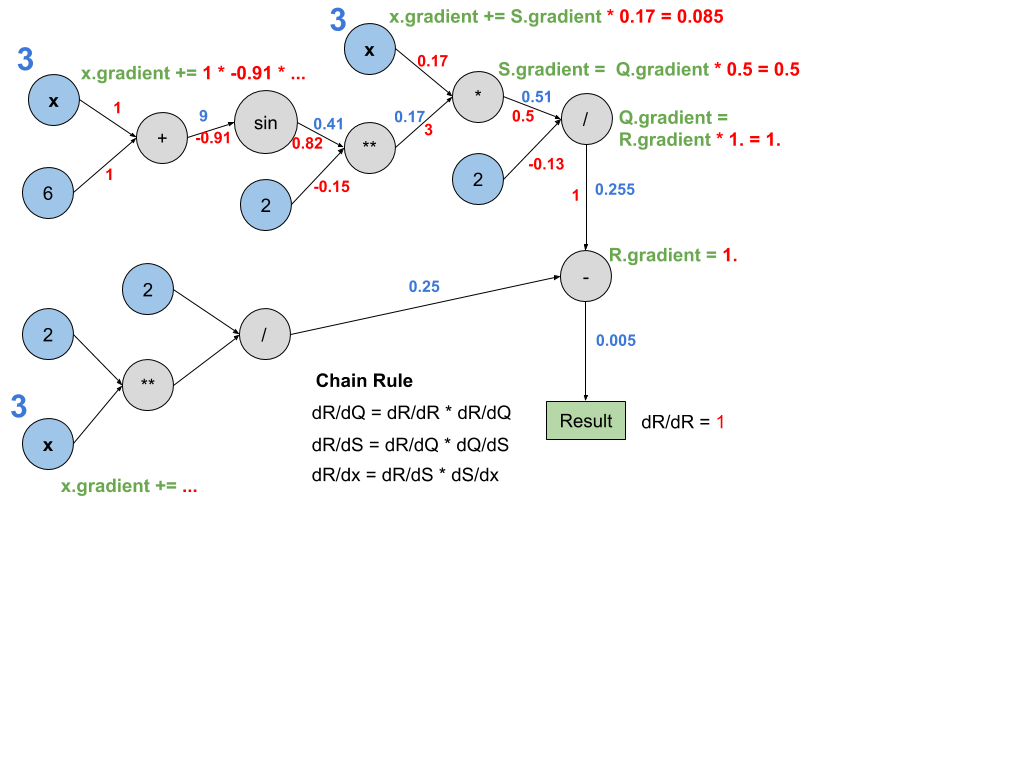 3
x.gradient += S.gradient * 0.17 = 0.085
x
3
x.gradient += 1 * -0.91 * ...
0.17
S.gradient = Q.gradient * 0.5 = 0.5
x
1
*
0.51
0.5
9
sin
0.41
0.17
3
/
Q.gradient =
R.gradient * 1. = 1.
+
-0.91
0.82
**
-0.13
1
6
-0.15
2
2
1
0.255
R.gradient = 1.
-
2
0.25
2
/
0.005
**
3
x
x.gradient += ...
Chain Rule
dR/dQ = dR/dR * dR/dQ
dR/dS = dR/dQ * dQ/dS
dR/dx = dR/dS * dS/dx
Result
dR/dR = 1